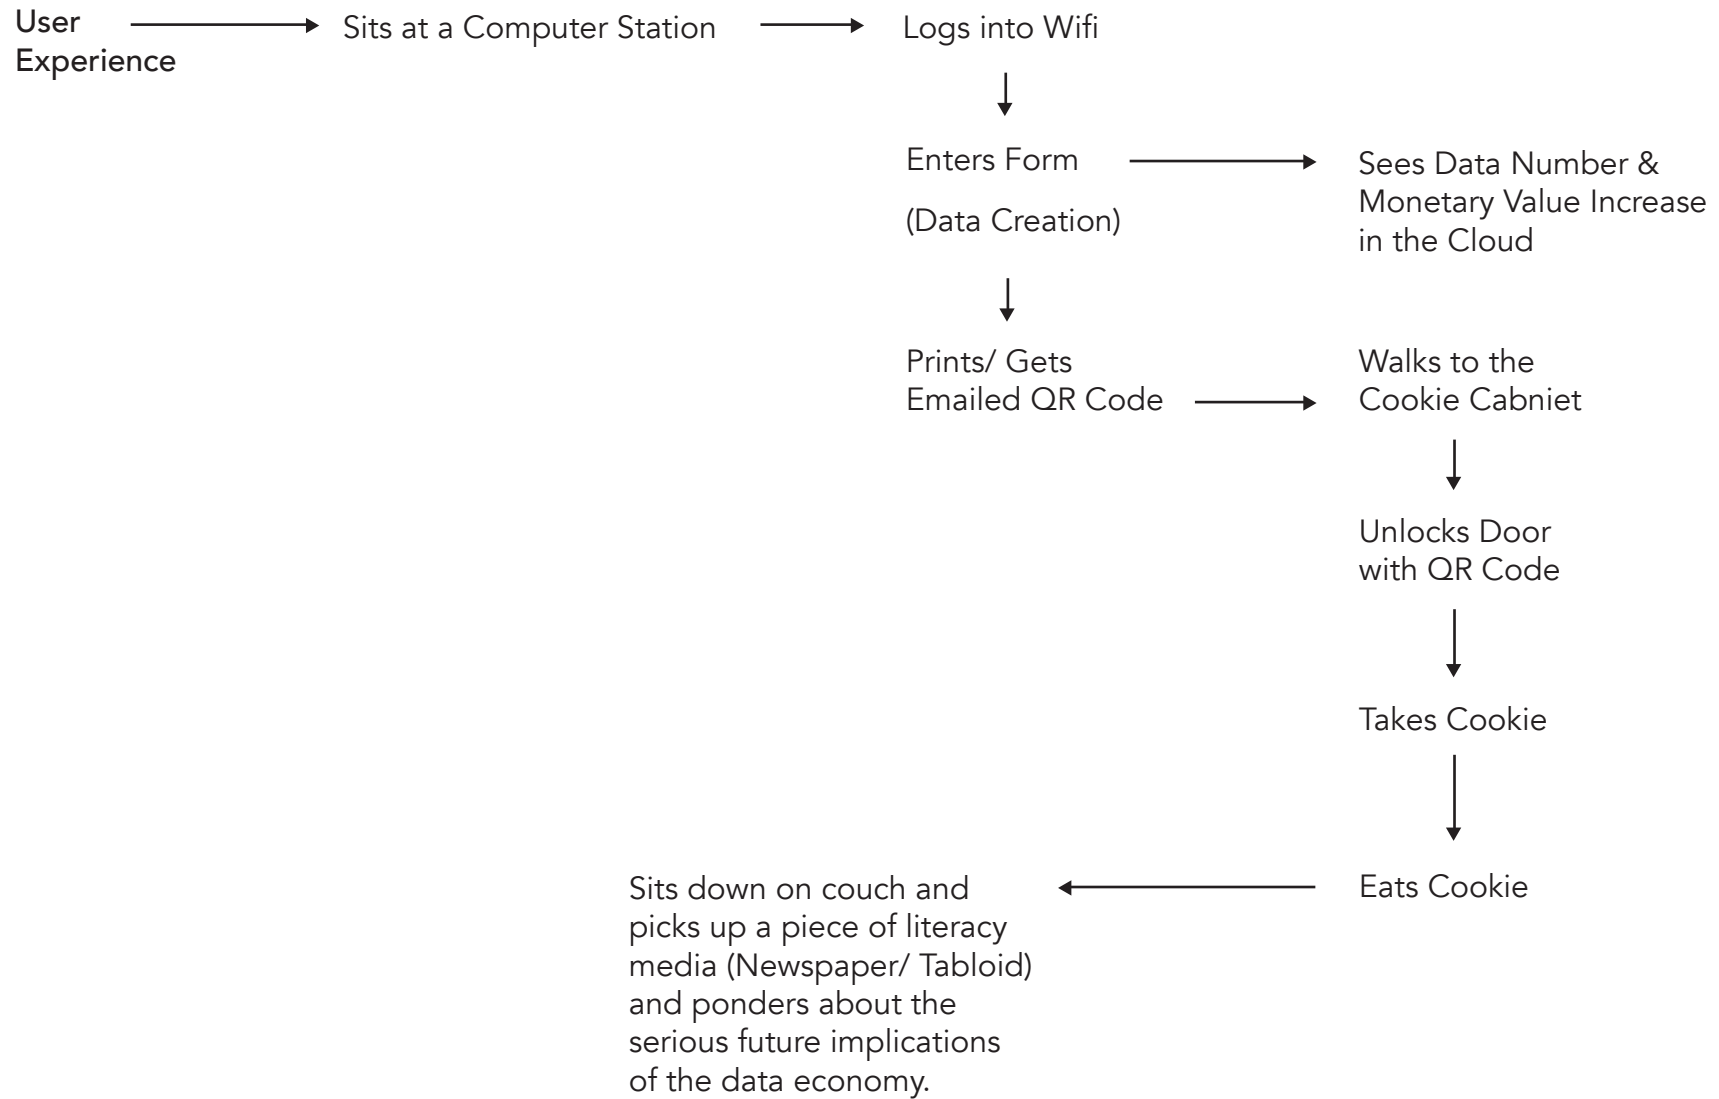 User
Experience
Sits at a Computer Station
Logs into Wifi
Enters Form
(Data Creation)
Sees Data Number &
Monetary Value Increase
in the Cloud
Prints/ Gets
Emailed QR Code
Walks to the
Cookie Cabniet
Unlocks Door
with QR Code
Takes Cookie
Eats Cookie
Sits down on couch and
picks up a piece of literacy
media (Newspaper/ Tabloid)
and ponders about the
serious future implications
of the data economy.